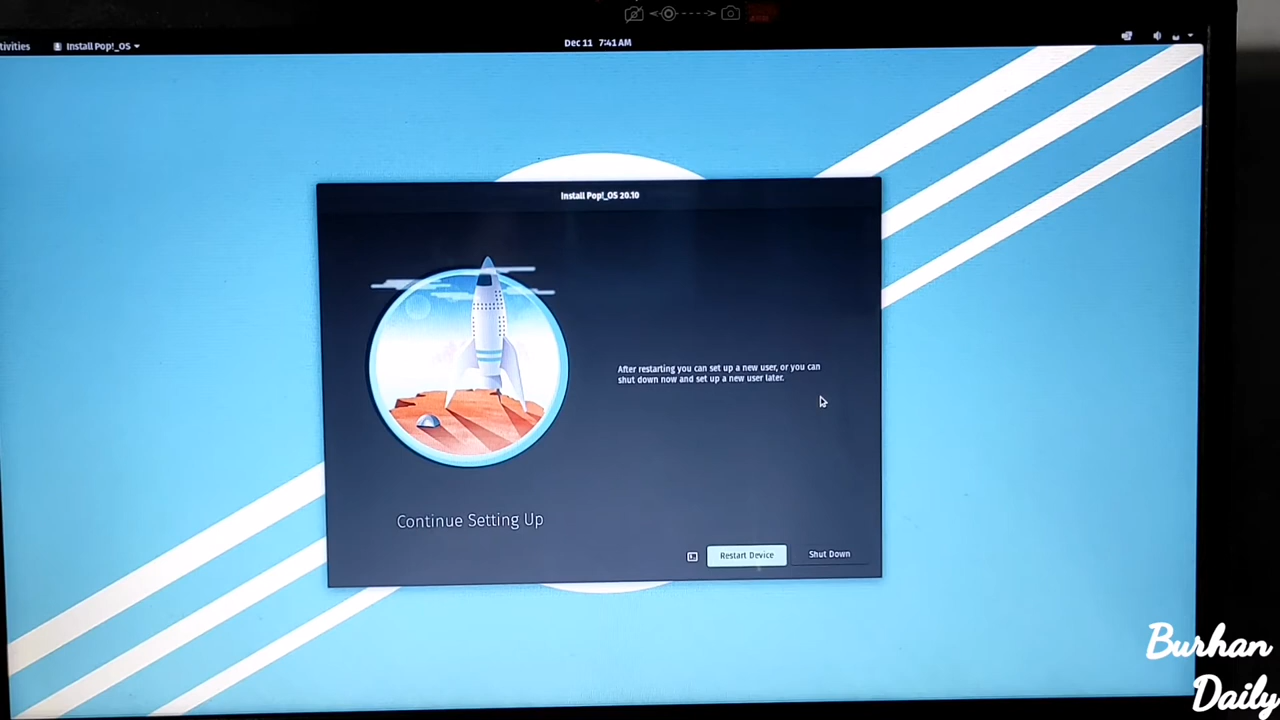 tivities
Install Pop!_OS
Dec 11 7:41 AM
Install Pop!_OS 20.10
After restarting you can set up a new user, or you can
shut down now and set up a new user later.
Continue Setting Up
Restart Device
Shut Down
Burhan
Daily